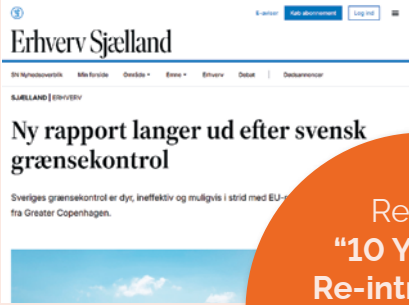 E-aviser Køb abonnement Log ind
Erhverv Sjælland
SN Nyhedsoverblik Min forside Område Emne Erhverv Debat | Dødsannoncer
SJÆLLAND | ERHVERV
Ny rapport langer ud efter svensk
grænsekontrol
Sveriges grænsekontrol er dyr, ineffektiv og muligvis i strid med EU-
fra Greater Copenhagen.
Re
“10 Y
Re-int